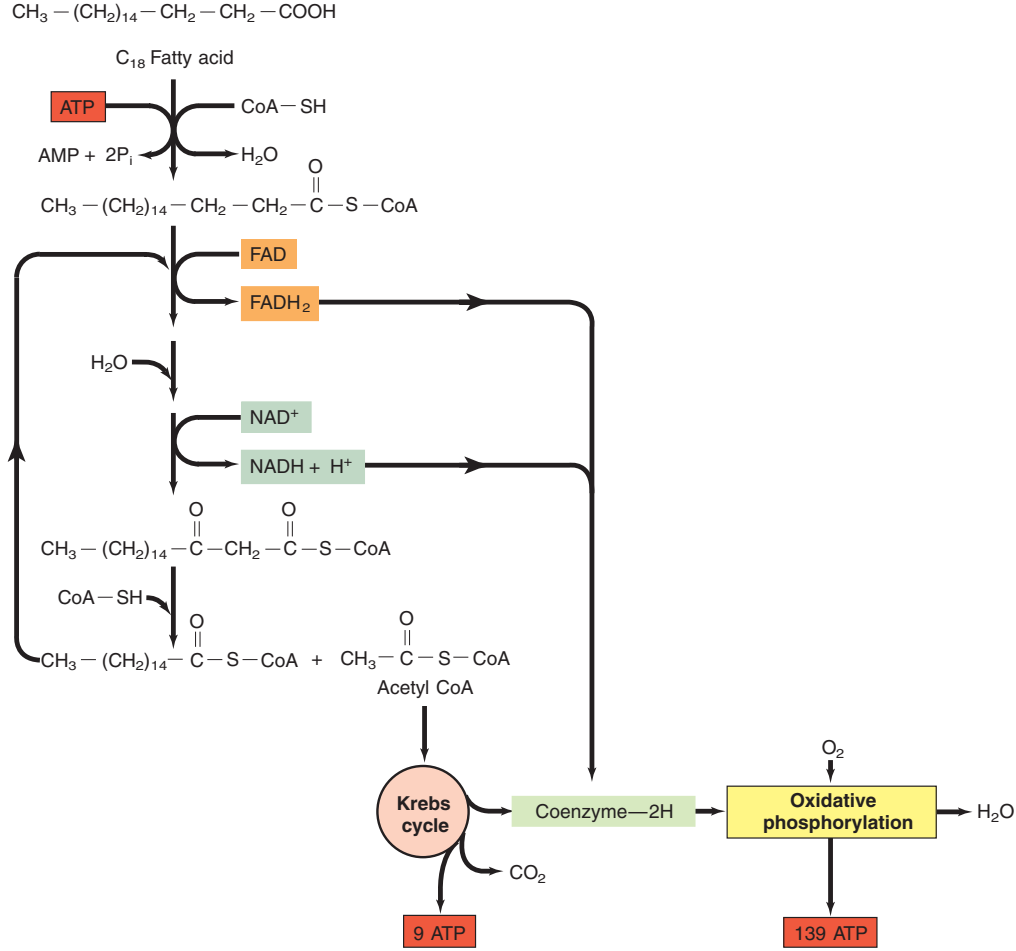 CH₃ — (CH₂)₁₄ — CH₂ — CH₂ — COOH
C₁₈ Fatty acid
ATP
CoA — SH
AMP + 2Pᵢ
H₂O
O
CH₃ — (CH₂)₁₄ — CH₂ — CH₂ — C — S — CoA
FAD
FADH₂
H₂O
NAD⁺
NADH + H⁺
O O
CH₃ — (CH₂)₁₄ — C — CH₂ — C — S — CoA
CoA — SH
O O
CH₃ — (CH₂)₁₄ — C — S — CoA + CH₃ — C — S — CoA
Acetyl CoA
O₂
Krebs
cycle
Coenzyme—2H
Oxidative
phosphorylation
H₂O
CO₂
9 ATP
139 ATP